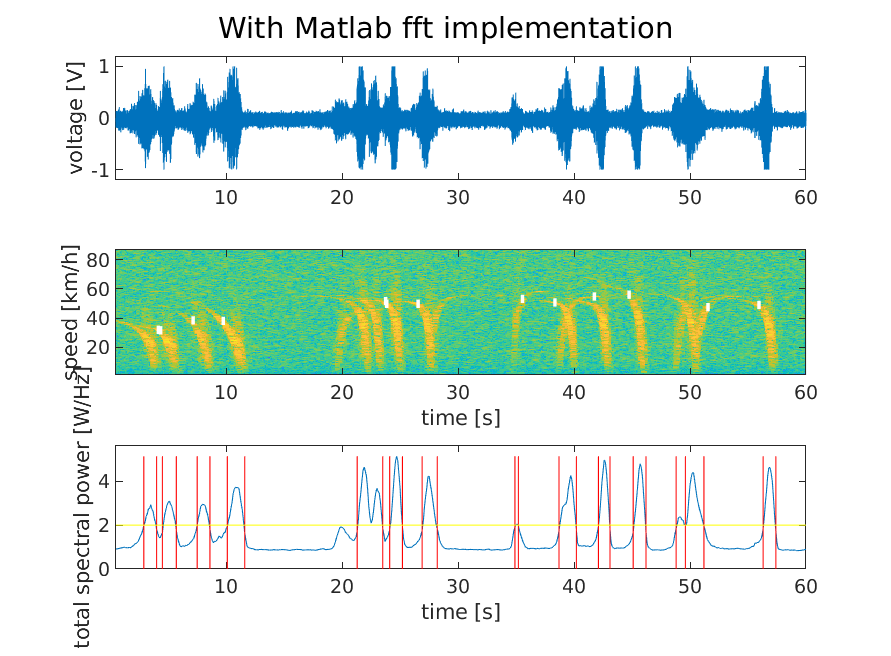 With Matlab fft implementation
voltage [V]
1
0
-1
10 20 30 40 50 60
speed [km/h]
80
60
40
20
10 20 30 40 50 60
time [s]
total spectral power [W/Hz]
4
2
0
10 20 30 40 50 60
time [s]